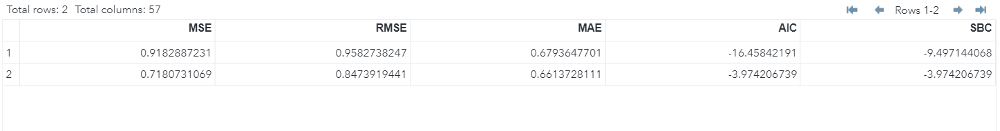 Total rows: 2 Total columns: 57 Rows 1-2
MSE RMSE MAE AIC SBC
1 0.9182887231 0.9582738247 0.6793647701 -16.45842191 -9.497144068
2 0.7180731069 0.8473919441 0.6613728111 -3.974206739 -3.974206739